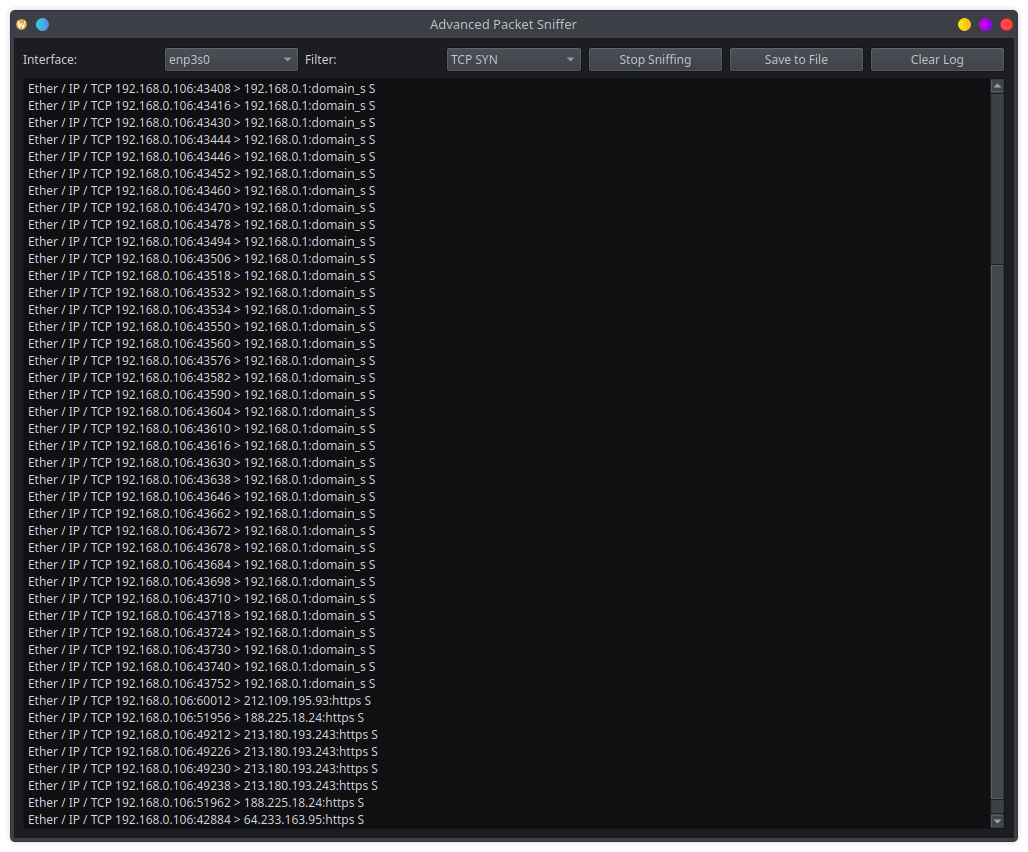 Advanced Packet Sniffer
Interface: enp3s0 Filter: TCP SYN Stop Sniffing Save to File Clear Log
Ether / IP / TCP 192.168.0.106:43408 > 192.168.0.1:domain_s S
Ether / IP / TCP 192.168.0.106:43416 > 192.168.0.1:domain_s S
Ether / IP / TCP 192.168.0.106:43430 > 192.168.0.1:domain_s S
Ether / IP / TCP 192.168.0.106:43444 > 192.168.0.1:domain_s S
Ether / IP / TCP 192.168.0.106:43446 > 192.168.0.1:domain_s S
Ether / IP / TCP 192.168.0.106:43452 > 192.168.0.1:domain_s S
Ether / IP / TCP 192.168.0.106:43460 > 192.168.0.1:domain_s S
Ether / IP / TCP 192.168.0.106:43470 > 192.168.0.1:domain_s S
Ether / IP / TCP 192.168.0.106:43478 > 192.168.0.1:domain_s S
Ether / IP / TCP 192.168.0.106:43494 > 192.168.0.1:domain_s S
Ether / IP / TCP 192.168.0.106:43506 > 192.168.0.1:domain_s S
Ether / IP / TCP 192.168.0.106:43518 > 192.168.0.1:domain_s S
Ether / IP / TCP 192.168.0.106:43532 > 192.168.0.1:domain_s S
Ether / IP / TCP 192.168.0.106:43534 > 192.168.0.1:domain_s S
Ether / IP / TCP 192.168.0.106:43550 > 192.168.0.1:domain_s S
Ether / IP / TCP 192.168.0.106:43560 > 192.168.0.1:domain_s S
Ether / IP / TCP 192.168.0.106:43576 > 192.168.0.1:domain_s S
Ether / IP / TCP 192.168.0.106:43582 > 192.168.0.1:domain_s S
Ether / IP / TCP 192.168.0.106:43590 > 192.168.0.1:domain_s S
Ether / IP / TCP 192.168.0.106:43604 > 192.168.0.1:domain_s S
Ether / IP / TCP 192.168.0.106:43610 > 192.168.0.1:domain_s S
Ether / IP / TCP 192.168.0.106:43616 > 192.168.0.1:domain_s S
Ether / IP / TCP 192.168.0.106:43630 > 192.168.0.1:domain_s S
Ether / IP / TCP 192.168.0.106:43638 > 192.168.0.1:domain_s S
Ether / IP / TCP 192.168.0.106:43646 > 192.168.0.1:domain_s S
Ether / IP / TCP 192.168.0.106:43662 > 192.168.0.1:domain_s S
Ether / IP / TCP 192.168.0.106:43672 > 192.168.0.1:domain_s S
Ether / IP / TCP 192.168.0.106:43678 > 192.168.0.1:domain_s S
Ether / IP / TCP 192.168.0.106:43684 > 192.168.0.1:domain_s S
Ether / IP / TCP 192.168.0.106:43698 > 192.168.0.1:domain_s S
Ether / IP / TCP 192.168.0.106:43710 > 192.168.0.1:domain_s S
Ether / IP / TCP 192.168.0.106:43718 > 192.168.0.1:domain_s S
Ether / IP / TCP 192.168.0.106:43724 > 192.168.0.1:domain_s S
Ether / IP / TCP 192.168.0.106:43730 > 192.168.0.1:domain_s S
Ether / IP / TCP 192.168.0.106:43740 > 192.168.0.1:domain_s S
Ether / IP / TCP 192.168.0.106:43752 > 192.168.0.1:domain_s S
Ether / IP / TCP 192.168.0.106:60012 > 212.109.195.93:https S
Ether / IP / TCP 192.168.0.106:51956 > 188.225.18.24:https S
Ether / IP / TCP 192.168.0.106:49212 > 213.180.193.243:https S
Ether / IP / TCP 192.168.0.106:49226 > 213.180.193.243:https S
Ether / IP / TCP 192.168.0.106:49230 > 213.180.193.243:https S
Ether / IP / TCP 192.168.0.106:49238 > 213.180.193.243:https S
Ether / IP / TCP 192.168.0.106:51962 > 188.225.18.24:https S
Ether / IP / TCP 192.168.0.106:42884 > 64.233.163.95:https S